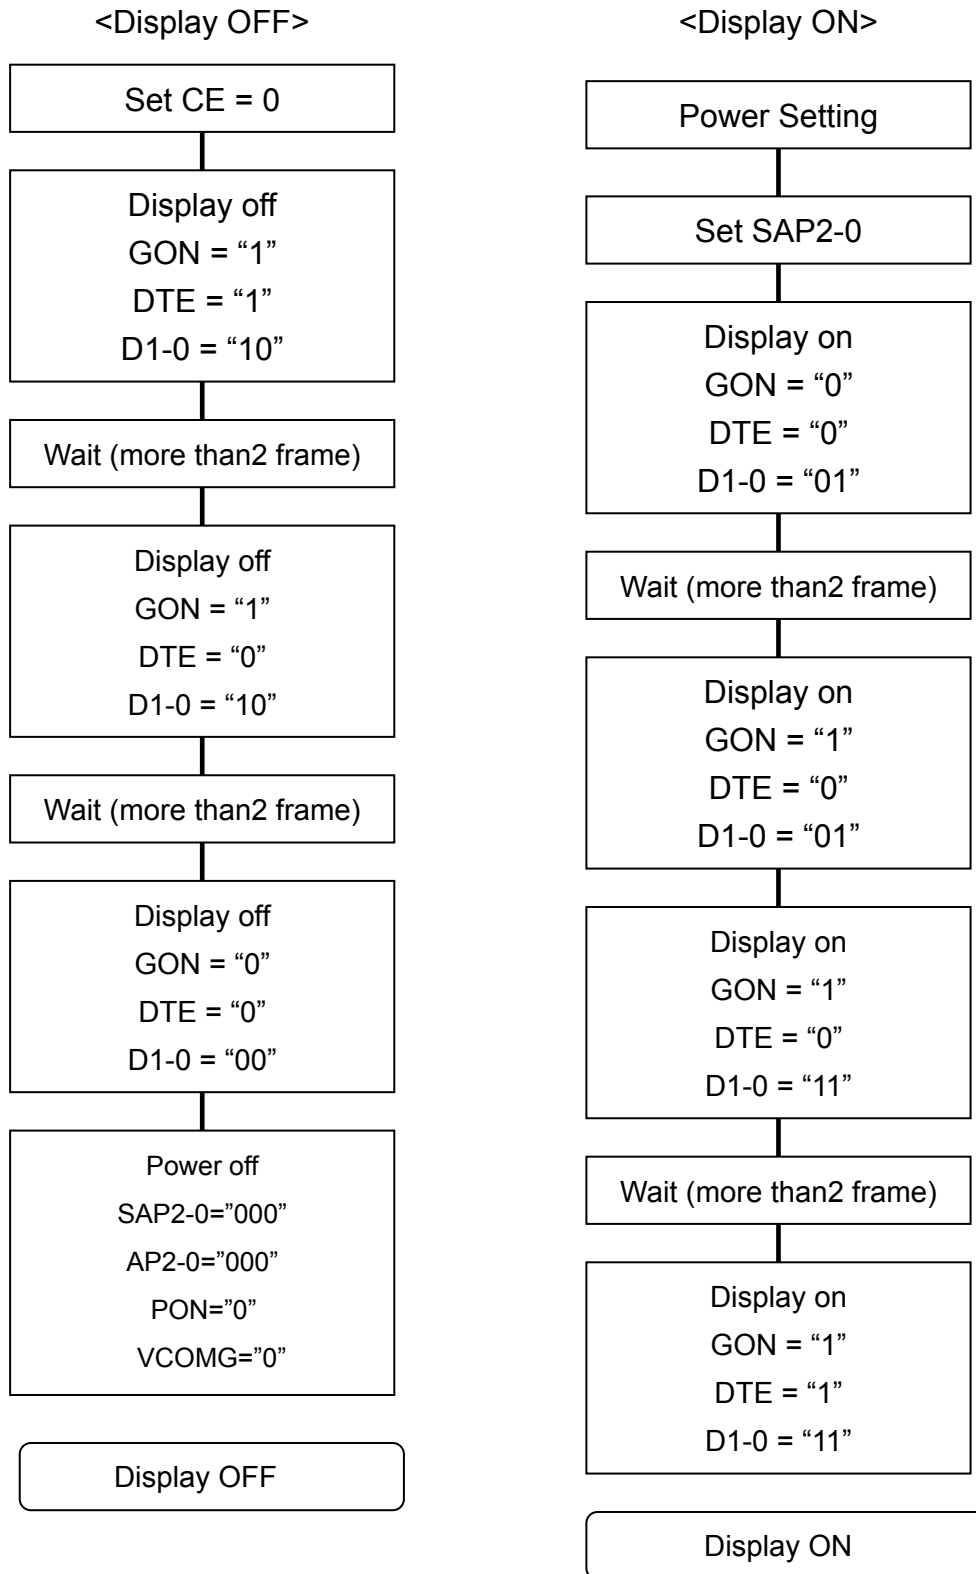 <Display OFF>
Set CE = 0
Display off
GON = “1”
DTE = “1”
D1-0 = “10”
Wait (more than2 frame)
Display off
GON = “1”
DTE = “0”
D1-0 = “10”
Wait (more than2 frame)
Display off
GON = “0”
DTE = “0”
D1-0 = “00”
Power off
SAP2-0=”000”
AP2-0=”000”
PON=”0”
VCOMG=”0”
Display OFF
<Display ON>
Power Setting
Set SAP2-0
Display on
GON = “0”
DTE = “0”
D1-0 = “01”
Wait (more than2 frame)
Display on
GON = “1”
DTE = “0”
D1-0 = “01”
Display on
GON = “1”
DTE = “0”
D1-0 = “11”
Wait (more than2 frame)
Display on
GON = “1”
DTE = “1”
D1-0 = “11”
Display ON